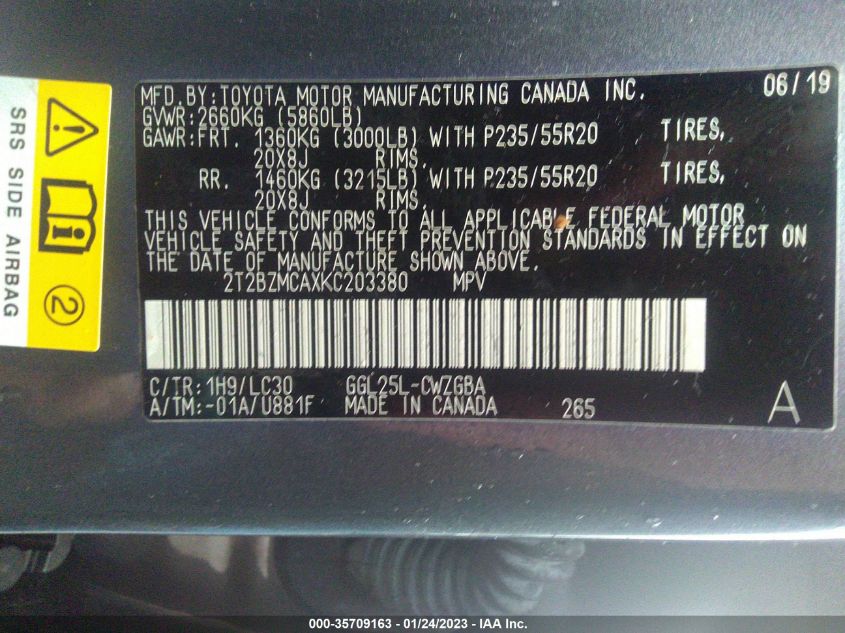 SRS SIDE AIRBAG
2
MFD.BY:TOYOTA MOTOR MANUFACTURING CANADA INC. 06/19
GVWR:2660KG (5860LB)
GAWR:FRT. 1360KG (3000LB) WITH P235/55R20 TIRES,
20X8J RIMS,
RR. 1460KG (3215LB) WITH P235/55R20 TIRES,
20X8J RIMS,
THIS VEHICLE CONFORMS TO ALL APPLICABLE FEDERAL MOTOR
VEHICLE SAFETY AND THEFT PREVENTION STANDARDS IN EFFECT ON
THE DATE OF MANUFACTURE SHOWN ABOVE.
2T2BZMCAXKC203380 MPV
C/TR:1H9/LC30 GGL25L-CWZGBA
A/TM:-01A/U881F MADE IN CANADA 265 A
000-35709163 - 01/24/2023 - IAA Inc.